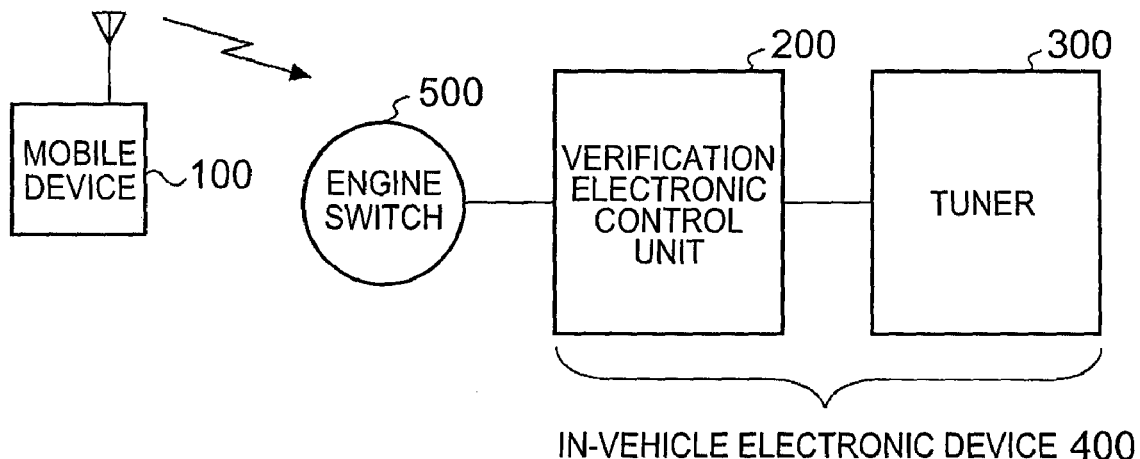 200
300
500
MOBILE
DEVICE
100
ENGINE
SWITCH
VERIFICATION
ELECTRONIC
CONTROL
UNIT
TUNER
IN-VEHICLE ELECTRONIC DEVICE 400